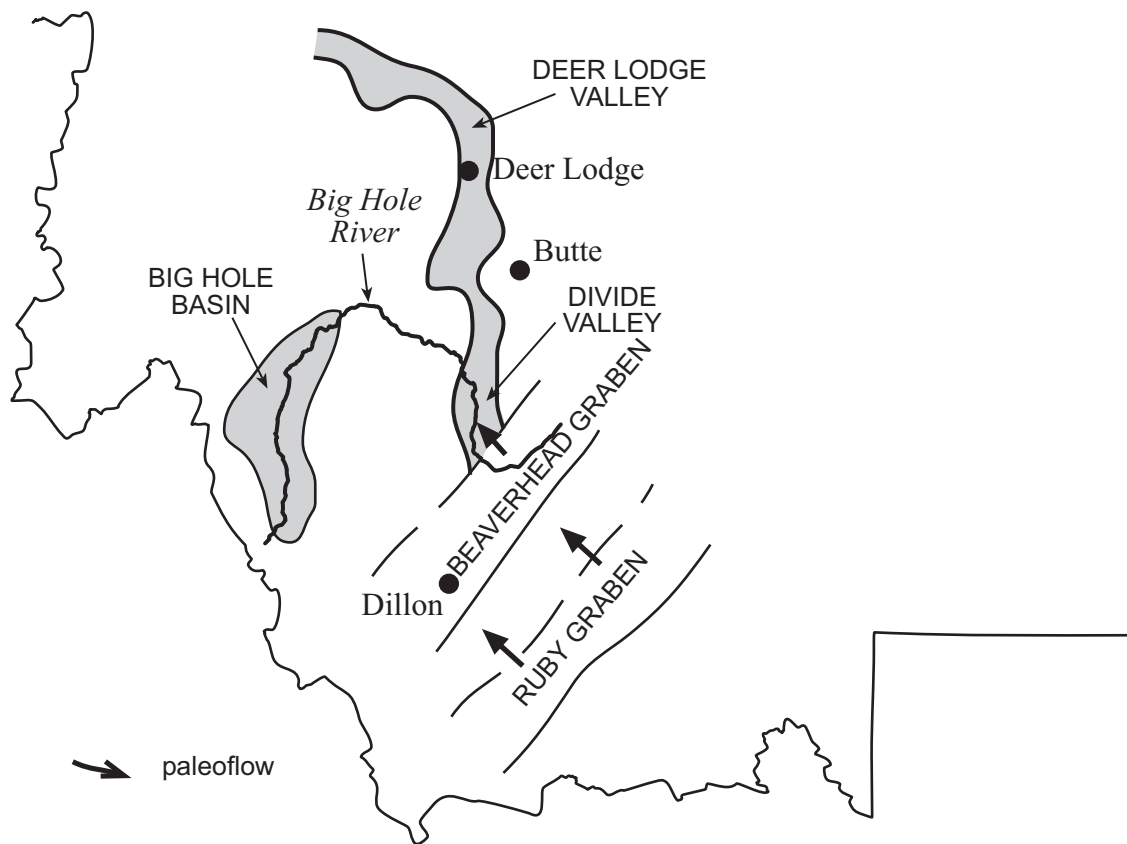 DEER LODGE
VALLEY
Deer Lodge
Big Hole
River
Butte
BIG HOLE
BASIN
DIVIDE
VALLEY
BEAVERHEAD GRABEN
Dillon
RUBY GRABEN
paleoflow